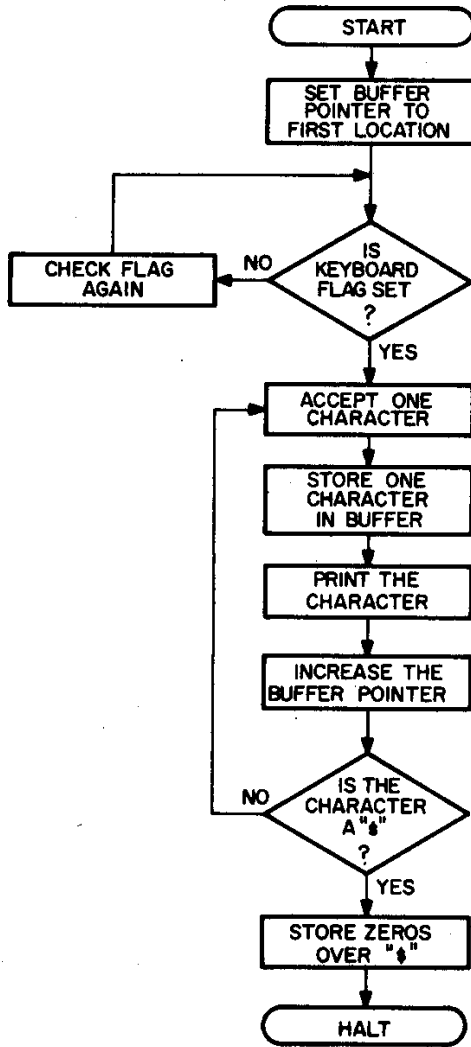 START
SET BUFFER
POINTER TO
FIRST LOCATION
IS
KEYBOARD
FLAG SET
?
NO
CHECK FLAG
AGAIN
YES
ACCEPT ONE
CHARACTER
STORE ONE
CHARACTER
IN BUFFER
PRINT THE
CHARACTER
INCREASE THE
BUFFER POINTER
IS THE
CHARACTER
A "$"
?
NO
YES
STORE ZEROS
OVER "$"
HALT